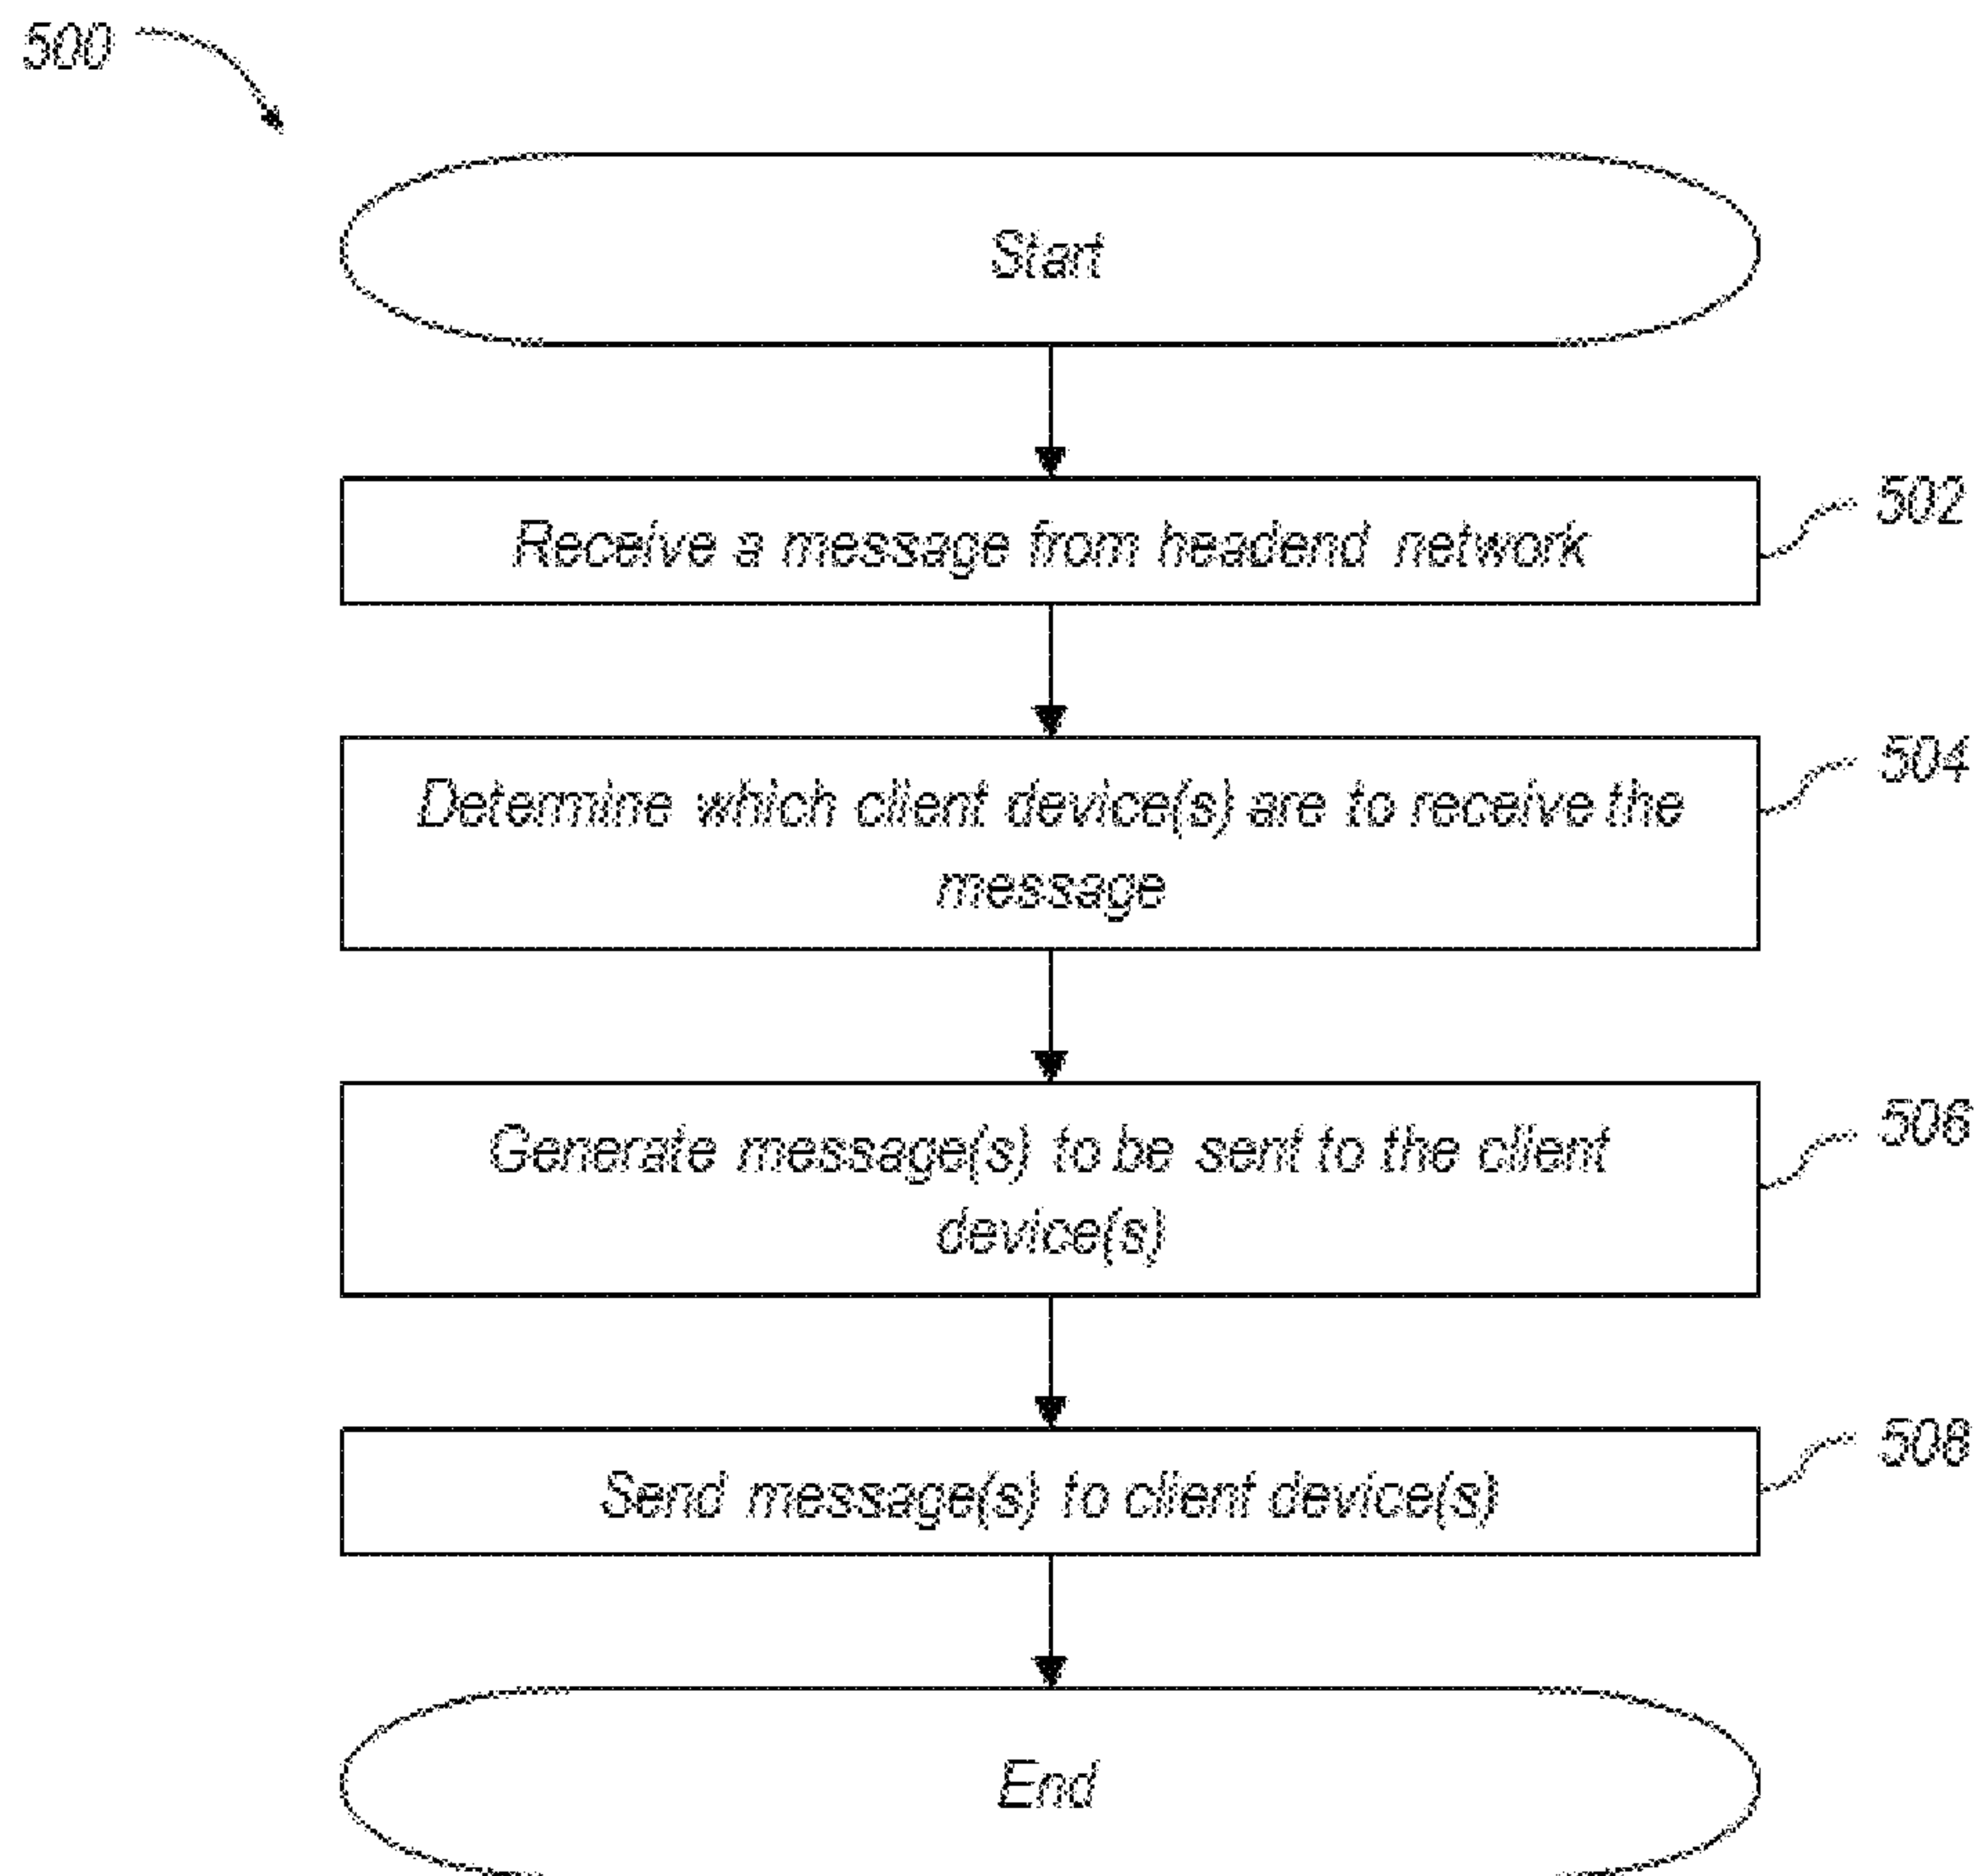 500
Start
Receive a message from headend network
502
Determine which client device(s) are to receive the
message
504
Generate message(s) to be sent to the client
device(s)
506
Send message(s) to client device(s)
508
End